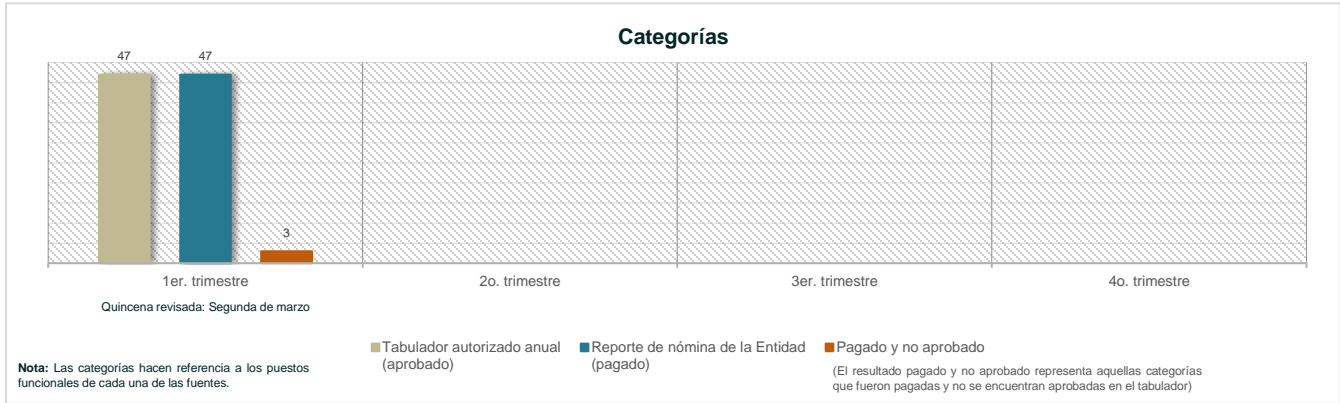 Categorías
47
47
3
1er. trimestre
2o. trimestre
3er. trimestre
4o. trimestre
Quincena revisada: Segunda de marzo
Tabulador autorizado anual
(aprobado)
Reporte de nómina de la Entidad
(pagado)
Pagado y no aprobado
(El resultado pagado y no aprobado representa aquellas categorías
que fueron pagadas y no se encuentran aprobadas en el tabulador)
Nota: Las categorías hacen referencia a los puestos
funcionales de cada una de las fuentes.